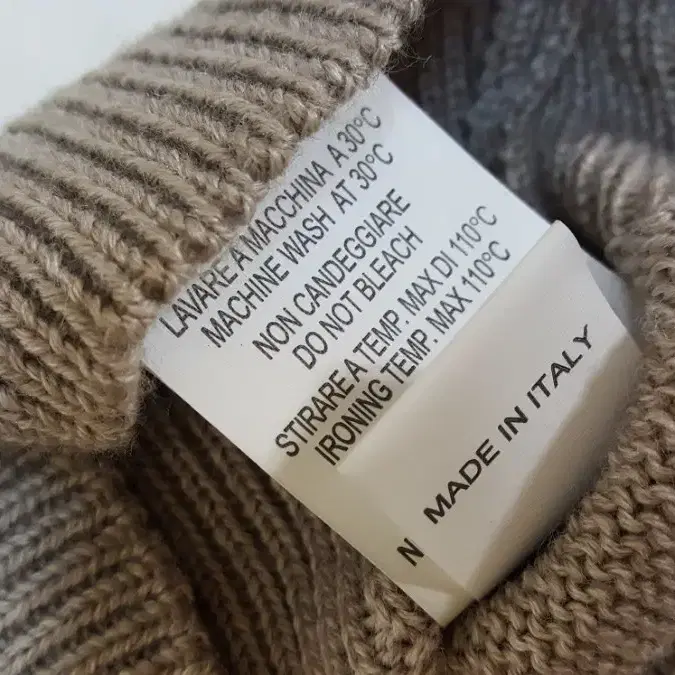 LAVARE A MACCHINA A 30°C
MACHINE WASH AT 30°C
NON CANDEGGIARE
DO NOT BLEACH
STIRARE A TEMP. MAX DI 110°C
IRONING TEMP. MAX 110°C
MADE IN ITALY
N